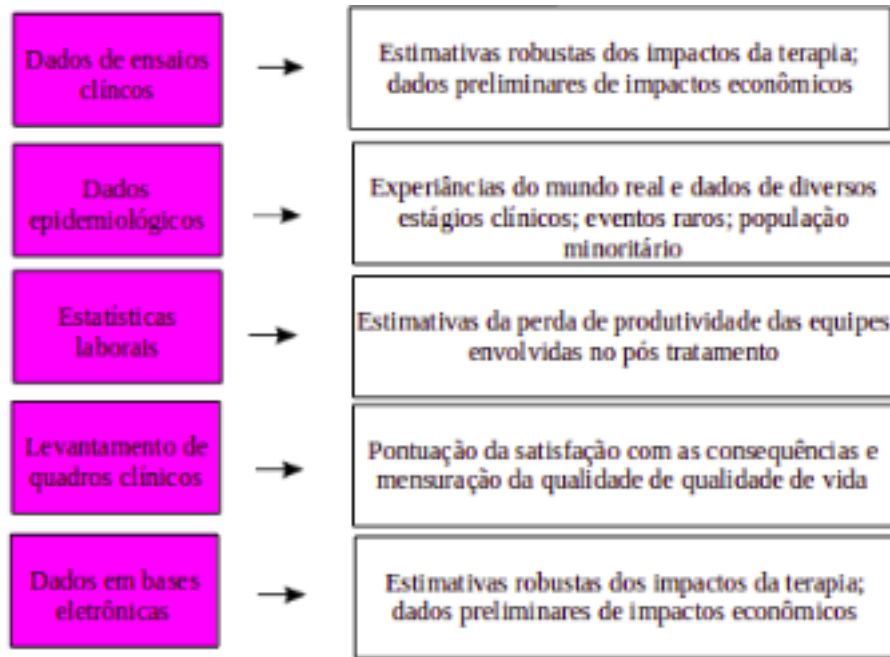 Dados de ensaios
clíncos
Estimativas robustas dos impactos da terapia;
dados preliminares de impactos econômicos
Dados
epidemiológicos
Experiâncias do mundo real e dados de diversos
estágios clínicos; eventos raros; população
minoritário
Estatísticas
laborais
Estimativas da perda de produtividade das equipes
envolvidas no pós tratamento
Levantamento de
quadros clínicos
Pontuação da satisfação com as consequências e
mensuração da qualidade de qualidade de vida
Dados em bases
eletrônicas
Estimativas robustas dos impactos da terapia;
dados preliminares de impactos econômicos